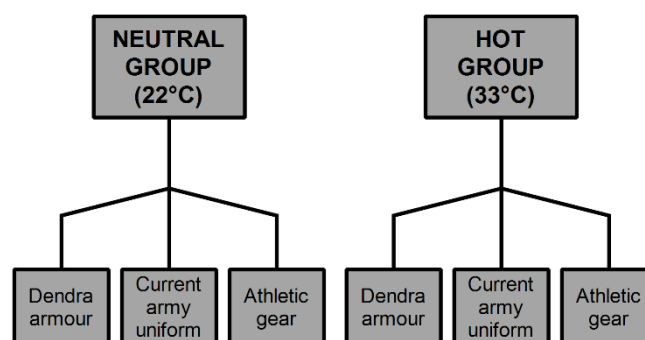 NEUTRAL
GROUP
(22°C)
HOT
GROUP
(33°C)
Dendra
armour
Current
army
uniform
Athletic
gear
Dendra
armour
Current
army
uniform
Athletic
gear